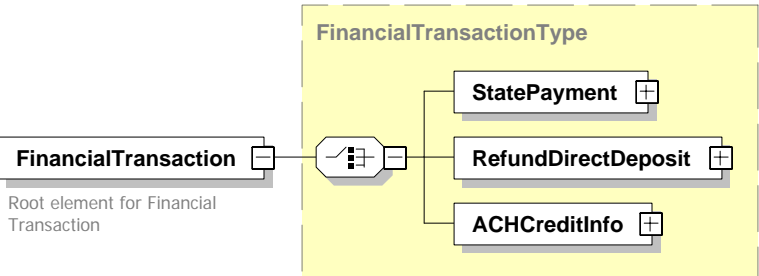 FinancialTransactionType
StatePayment
FinancialTransaction
RefundDirectDeposit
Root element for Financial
Transaction
ACHCreditInfo